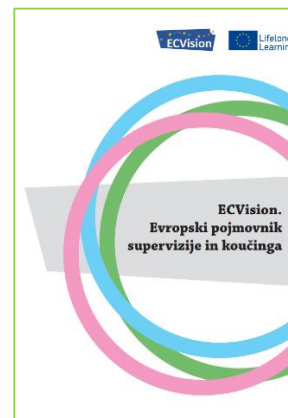 ECVision
Lifelong
Learning
ECVision.
Evropski pojmovnik
supervizije in koučinga